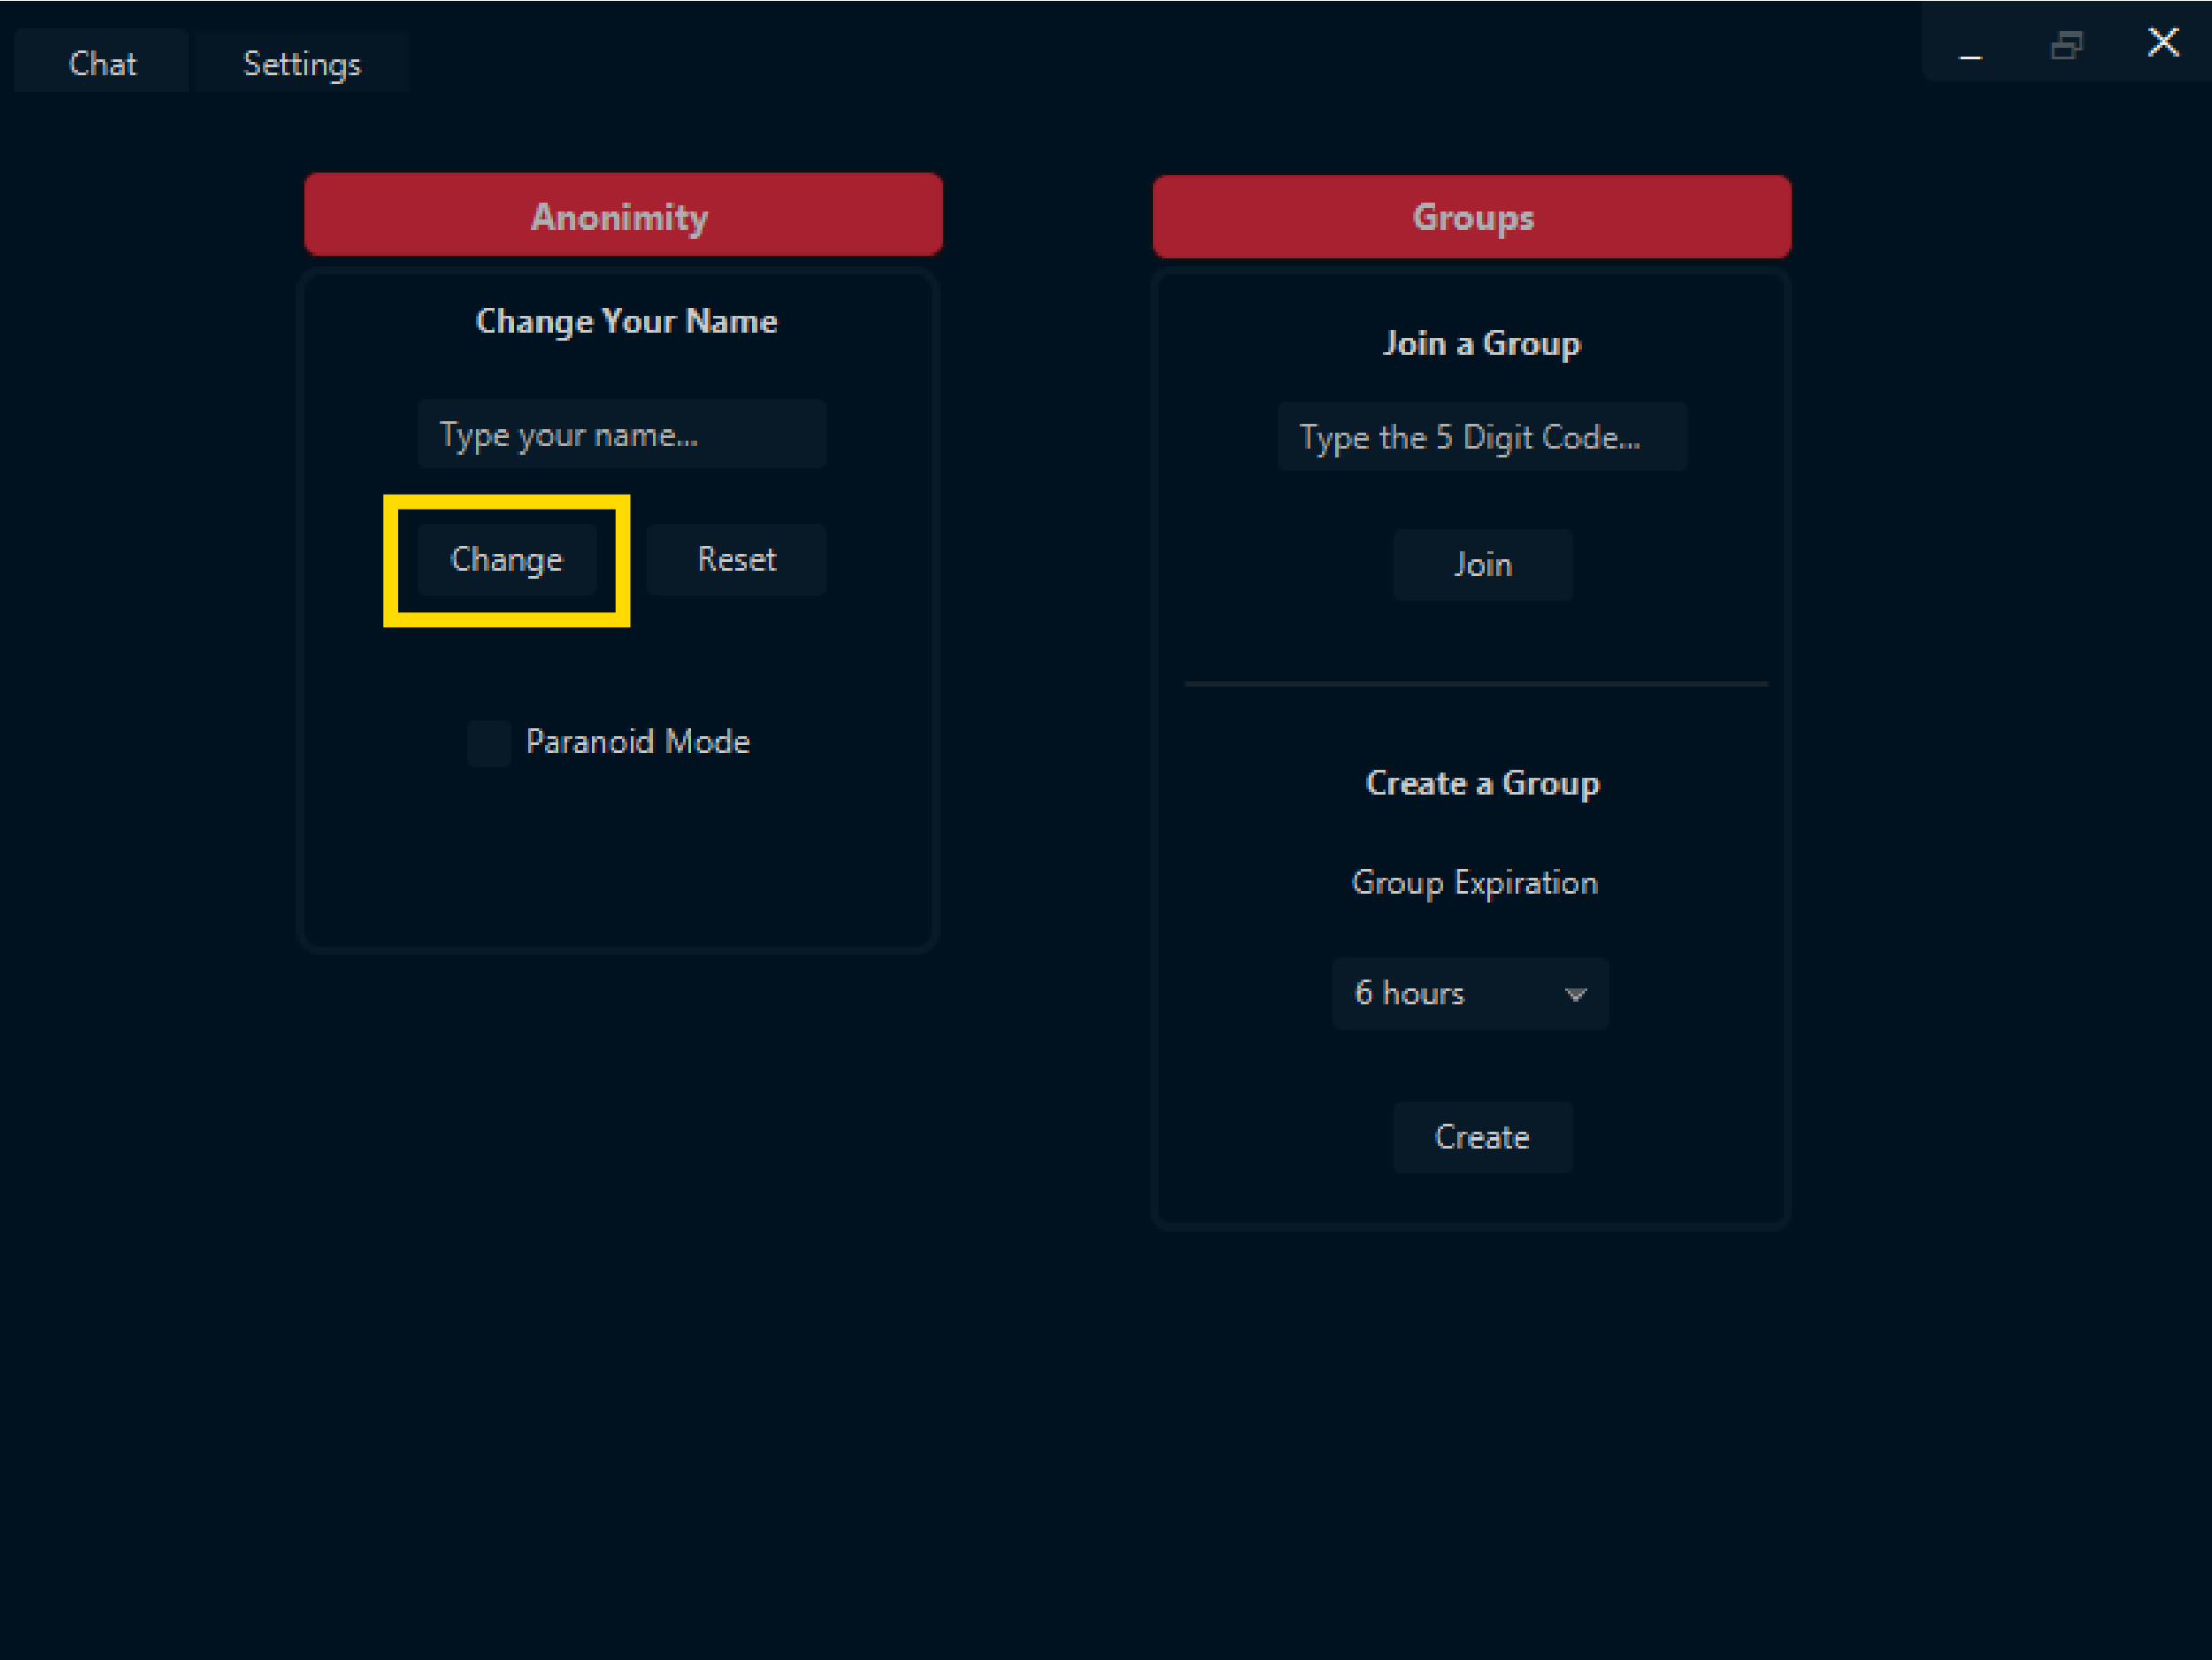 Chat
Settings
Anonimity
Change Your Name
Type your name...
Change
Reset
Paranoid Mode
Groups
Join a Group
Type the 5 Digit Code...
Join
Create a Group
Group Expiration
6 hours
Create